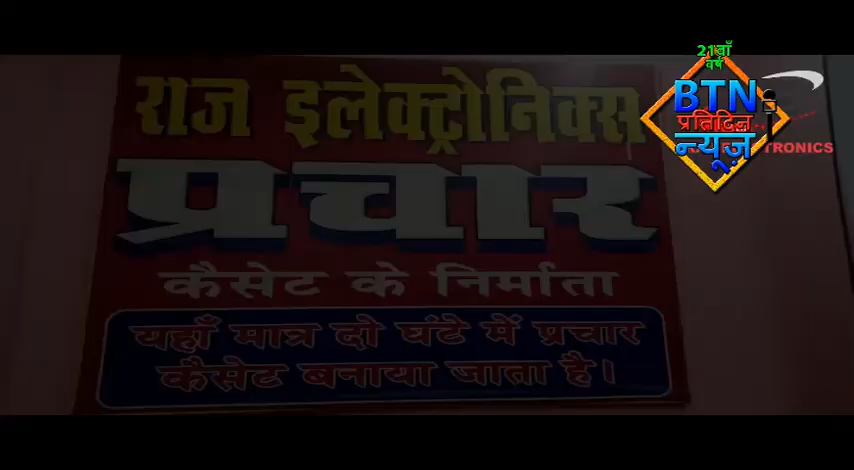 राज इलेक्ट्रोनिक्स
प्रचार
कैसेट के निर्माता
यहाँ मात्र दो घंटे में प्रचार
कैसेट बनाया जाता है।
21वाँ
वर्ष
BTN
प्रतिदिन
न्यूज़
TRONICS